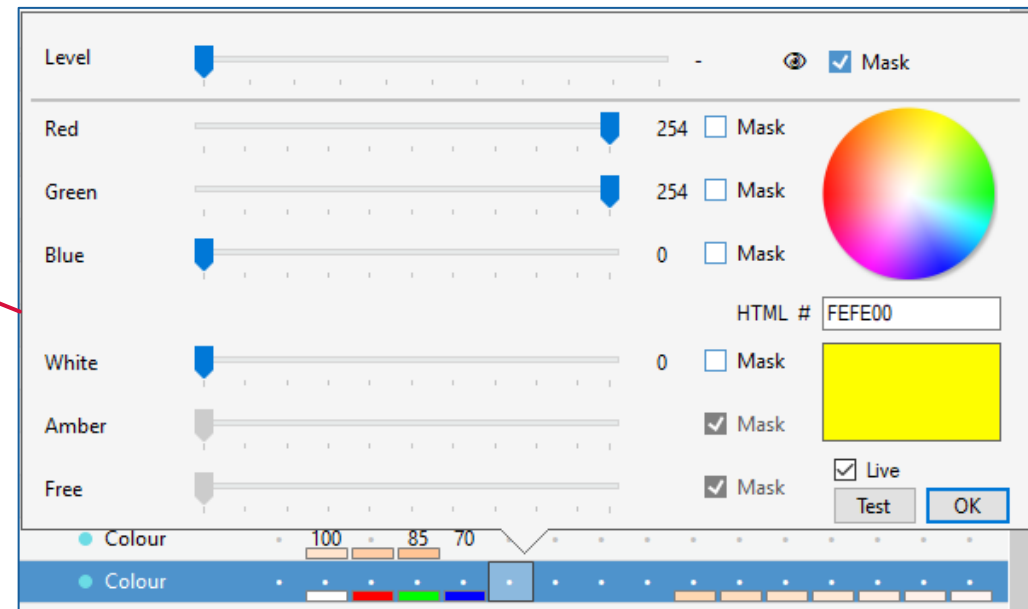 Level - Mask
Red 254 Mask
Green 254 Mask
Blue 0 Mask
HTML # FEFE00
White 0 Mask
Amber Mask
Free Mask
Live
Test OK
Colour 100 85 70
Colour